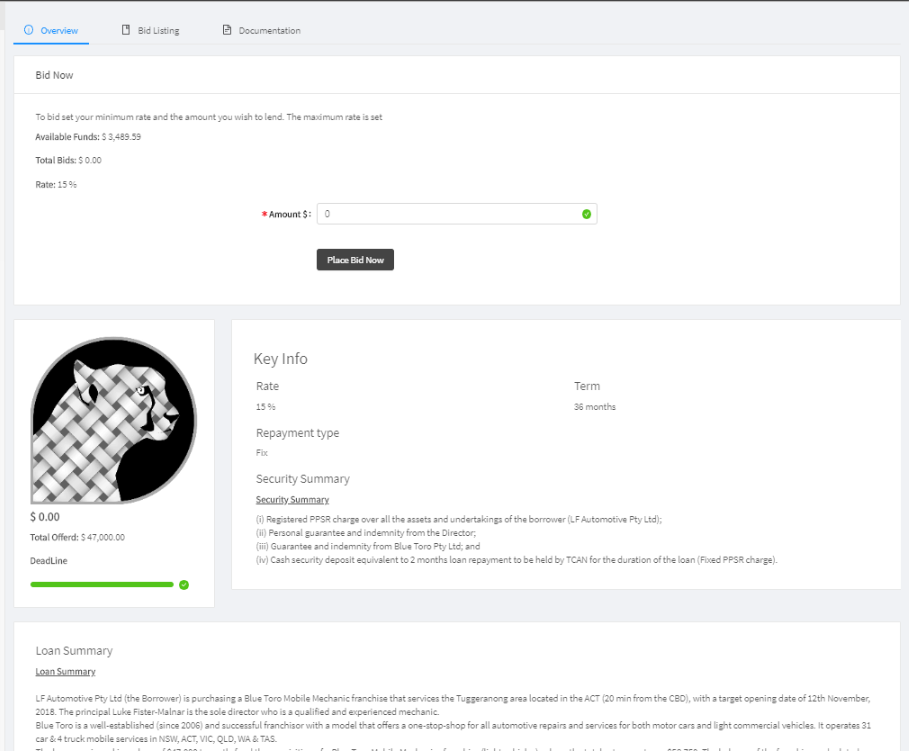 Overview Bid Listing Documentation
Bid Now
To bid set your minimum rate and the amount you wish to lend. The maximum rate is set
Available Funds: $ 3,489.59
Total Bids: $ 0.00
Rate: 15 %
* Amount $ : 0
Place Bid Now
$ 0.00
Total Offerd: $ 47,000.00
DeadLine
Key Info
Rate Term
15 % 36 months
Repayment type
Fix
Security Summary
Security Summary
(i) Registered PPSR charge over all the assets and undertakings of the borrower (LF Automotive Pty Ltd);
(ii) Personal guarantee and indemnity from the Director;
(iii) Guarantee and indemnity from Blue Toro Pty Ltd; and
(iv) Cash security deposit equivalent to 2 months loan repayment to be held by TCAN for the duration of the loan (Fixed PPSR charge).
Loan Summary
Loan Summary
LF Automotive Pty Ltd (the Borrower) is purchasing a Blue Toro Mobile Mechanic franchise that services the Tuggeranong area located in the ACT (20 min from the CBD), with a target opening date of 12th November,
2018. The principal Luke Fister-Malnar is the sole director who is a qualified and experienced mechanic.
Blue Toro is a well-established (since 2006) and successful franchisor with a model that offers a one-stop-shop for all automotive repairs and services for both motor cars and light commercial vehicles. It operates 31
car & 4 truck mobile services in NSW, ACT, VIC, QLD, WA & TAS.